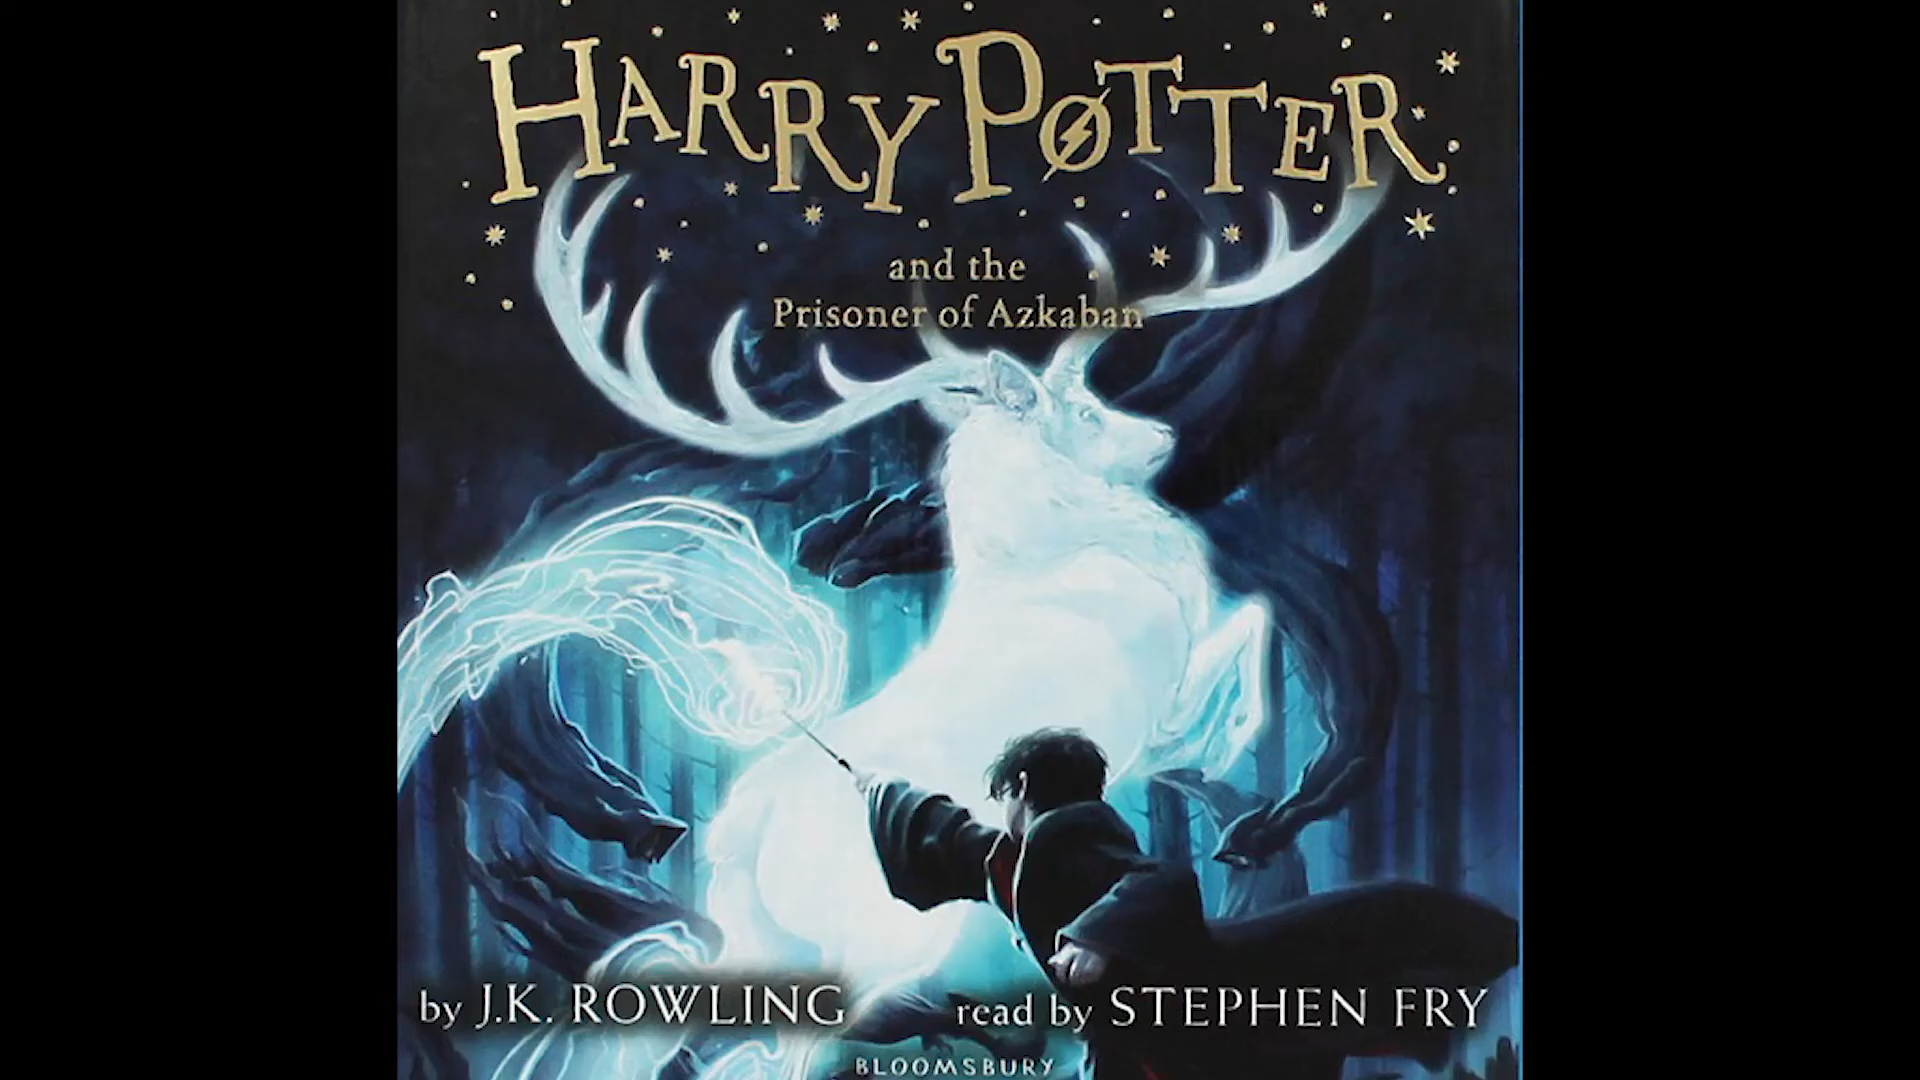 HARRY POTTER
and the
Prisoner of Azkaban
by J.K. ROWLING
read by STEPHEN FRY
BLOOMSBURY